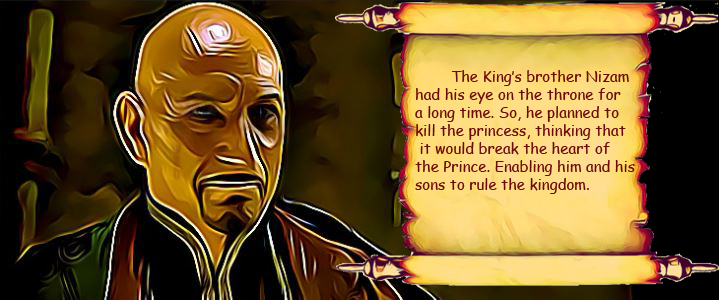 The King's brother Nizam
had his eye on the throne for
a long time. So, he planned to
kill the princess, thinking that
it would break the heart of
the Prince. Enabling him and his
sons to rule the kingdom.